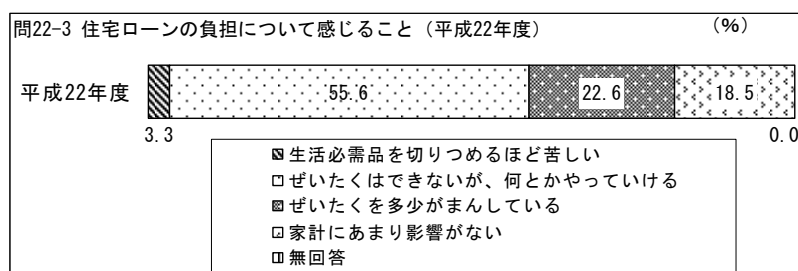 問22-3 住宅ローンの負担について感じること（平成22年度）　（％）
平成22年度　55.6　22.6　18.5
3.3　0.0
生活必需品を切りつめるほど苦しい
ぜいたくはできないが、何とかやっていける
ぜいたくを多少がまんしている
家計にあまり影響がない
無回答